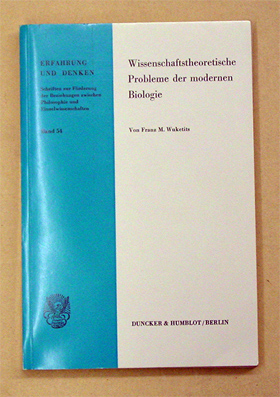 ERFAHRUNG
UND DENKEN
Schriften zur Förderung
der Beziehungen zwischen
Philosophie und
Einzelwissenschaften
Band 54
Wissenschaftstheoretische
Probleme der modernen
Biologie
Von Franz M. Wuketits
DUNCKER & HUMBLOT/BERLIN